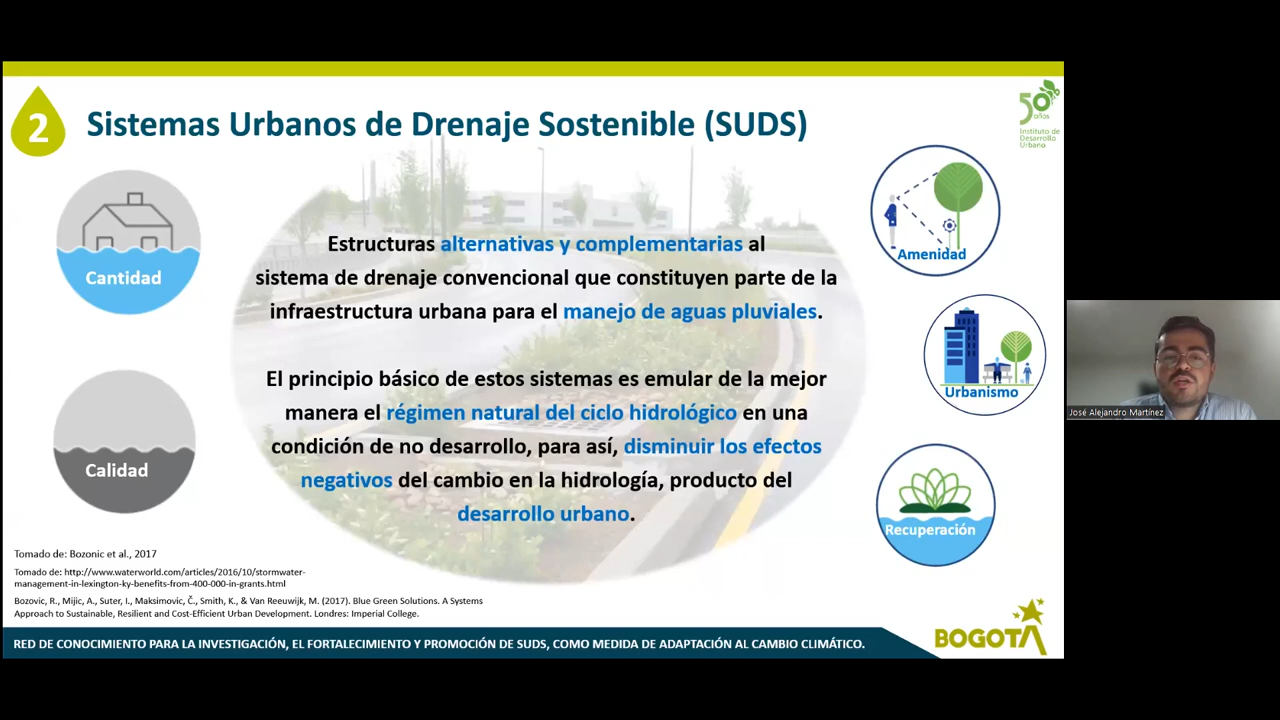 2
Sistemas Urbanos de Drenaje Sostenible (SUDS)
50
años
Instituto de
Desarrollo
Urbano
Cantidad
Calidad
Estructuras alternativas y complementarias al
sistema de drenaje convencional que constituyen parte de la
infraestructura urbana para el manejo de aguas pluviales.
El principio básico de estos sistemas es emular de la mejor
manera el régimen natural del ciclo hidrológico en una
condición de no desarrollo, para así, disminuir los efectos
negativos del cambio en la hidrología, producto del
desarrollo urbano.
Amenidad
Urbanismo
Recuperación
José Alejandro Martínez
Tomado de: Bozonic et al., 2017
Tomado de: http://www.waterworld.com/articles/2016/10/stormwater-
management-in-lexington-ky-benefits-from-400-000-in-grants.html
Bozovic, R., Mijic, A., Suter, I., Maksimovic, Č., Smith, K., & Van Reeuwijk, M. (2017). Blue Green Solutions. A Systems
Approach to Sustainable, Resilient and Cost-Efficient Urban Development. Londres: Imperial College.
RED DE CONOCIMIENTO PARA LA INVESTIGACIÓN, EL FORTALECIMIENTO Y PROMOCIÓN DE SUDS, COMO MEDIDA DE ADAPTACIÓN AL CAMBIO CLIMÁTICO.
BOGOTÁ